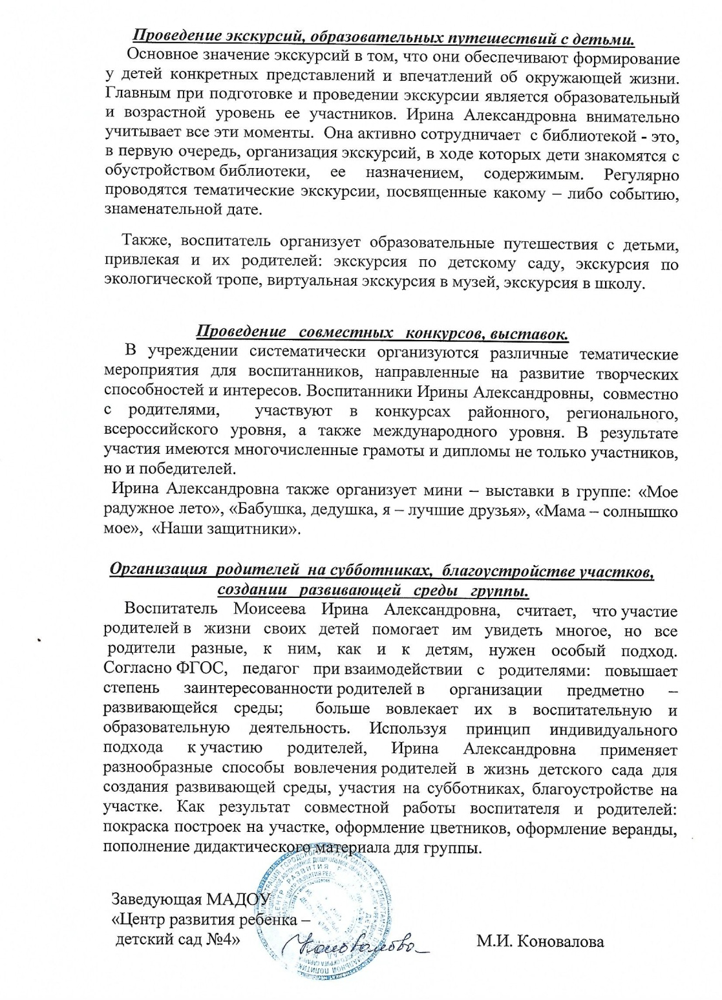 Проведение экскурсий, образовательных путешествий с детьми.
Основное значение экскурсий в том, что они обеспечивают формирование
у детей конкретных представлений и впечатлений об окружающей жизни.
Главным при подготовке и проведении экскурсии является образовательный
и возрастной уровень ее участников. Ирина Александровна внимательно
учитывает все эти моменты. Она активно сотрудничает с библиотекой - это,
в первую очередь, организация экскурсий, в ходе которых дети знакомятся с
обустройством библиотеки, ее назначением, содержимым. Регулярно
проводятся тематические экскурсии, посвященные какому – либо событию,
знаменательной дате.
Также, воспитатель организует образовательные путешествия с детьми,
привлекая и их родителей: экскурсия по детскому саду, экскурсия по
экологической тропе, виртуальная экскурсия в музей, экскурсия в школу.
Проведение совместных конкурсов, выставок.
В учреждении систематически организуются различные тематические
мероприятия для воспитанников, направленные на развитие творческих
способностей и интересов. Воспитанники Ирины Александровны, совместно
с родителями, участвуют в конкурсах районного, регионального,
всероссийского уровня, а также международного уровня. В результате
участия имеются многочисленные грамоты и дипломы не только участников,
но и победителей.
Ирина Александровна также организует мини – выставки в группе: «Мое
радужное лето», «Бабушка, дедушка, я – лучшие друзья», «Мама – солнышко
мое», «Наши защитники».
Организация родителей на субботниках, благоустройстве участков,
создании развивающей среды группы.
Воспитатель Моисеева Ирина Александровна, считает, что участие
родителей в жизни своих детей помогает им увидеть многое, но все
родители разные, к ним, как и к детям, нужен особый подход.
Согласно ФГОС, педагог при взаимодействии с родителями: повышает
степень заинтересованности родителей в организации предметно –
развивающейся среды; больше вовлекает их в воспитательную и
образовательную деятельность. Используя принцип индивидуального
подхода к участию родителей, Ирина Александровна применяет
разнообразные способы вовлечения родителей в жизнь детского сада для
создания развивающей среды, участия на субботниках, благоустройстве на
участке. Как результат совместной работы воспитателя и родителей:
покраска построек на участке, оформление цветников, оформление веранды,
пополнение дидактического материала для группы.
Заведующая МАДОУ
«Центр развития ребенка –
детский сад №4» Коновалова М.И. Коновалова